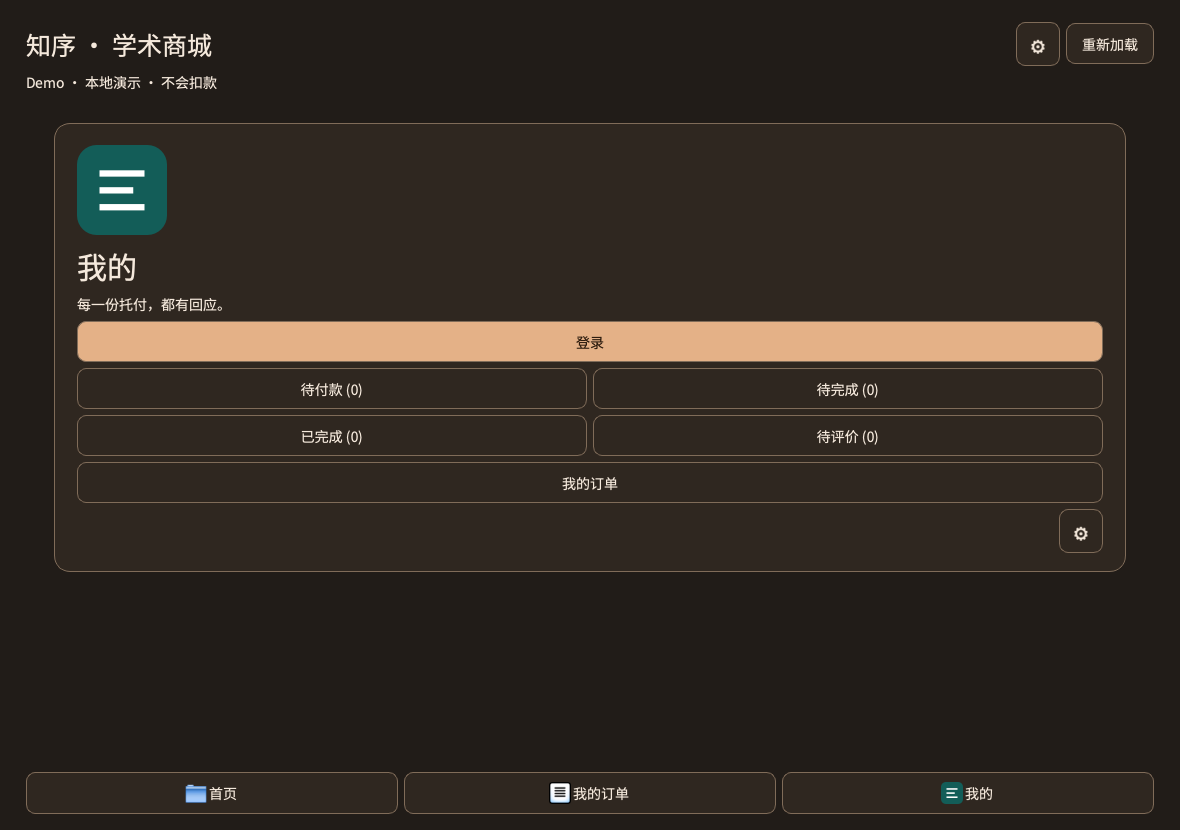 知序 · 学术商城
Demo · 本地演示 · 不会扣款
重新加载
我的
每一份托付，都有回应。
登录
待付款 (0)
待完成 (0)
已完成 (0)
待评价 (0)
我的订单
首页
我的订单
我的